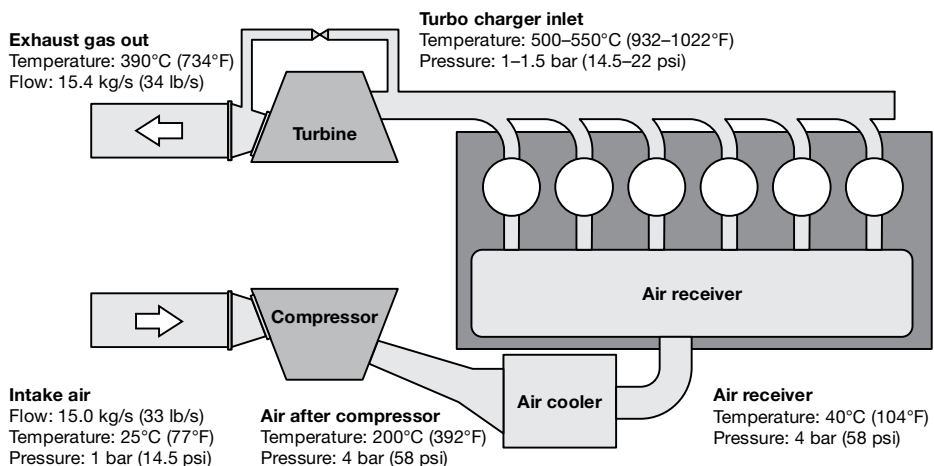 Turbo charger inlet
Temperature: 500–550°C (932–1022°F)
Pressure: 1–1.5 bar (14.5–22 psi)
Exhaust gas out
Temperature: 390°C (734°F)
Flow: 15.4 kg/s (34 lb/s)
Turbine
Air receiver
Compressor
Air cooler
Intake air
Flow: 15.0 kg/s (33 lb/s)
Temperature: 25°C (77°F)
Pressure: 1 bar (14.5 psi)
Air after compressor
Temperature: 200°C (392°F)
Pressure: 4 bar (58 psi)
Air receiver
Temperature: 40°C (104°F)
Pressure: 4 bar (58 psi)